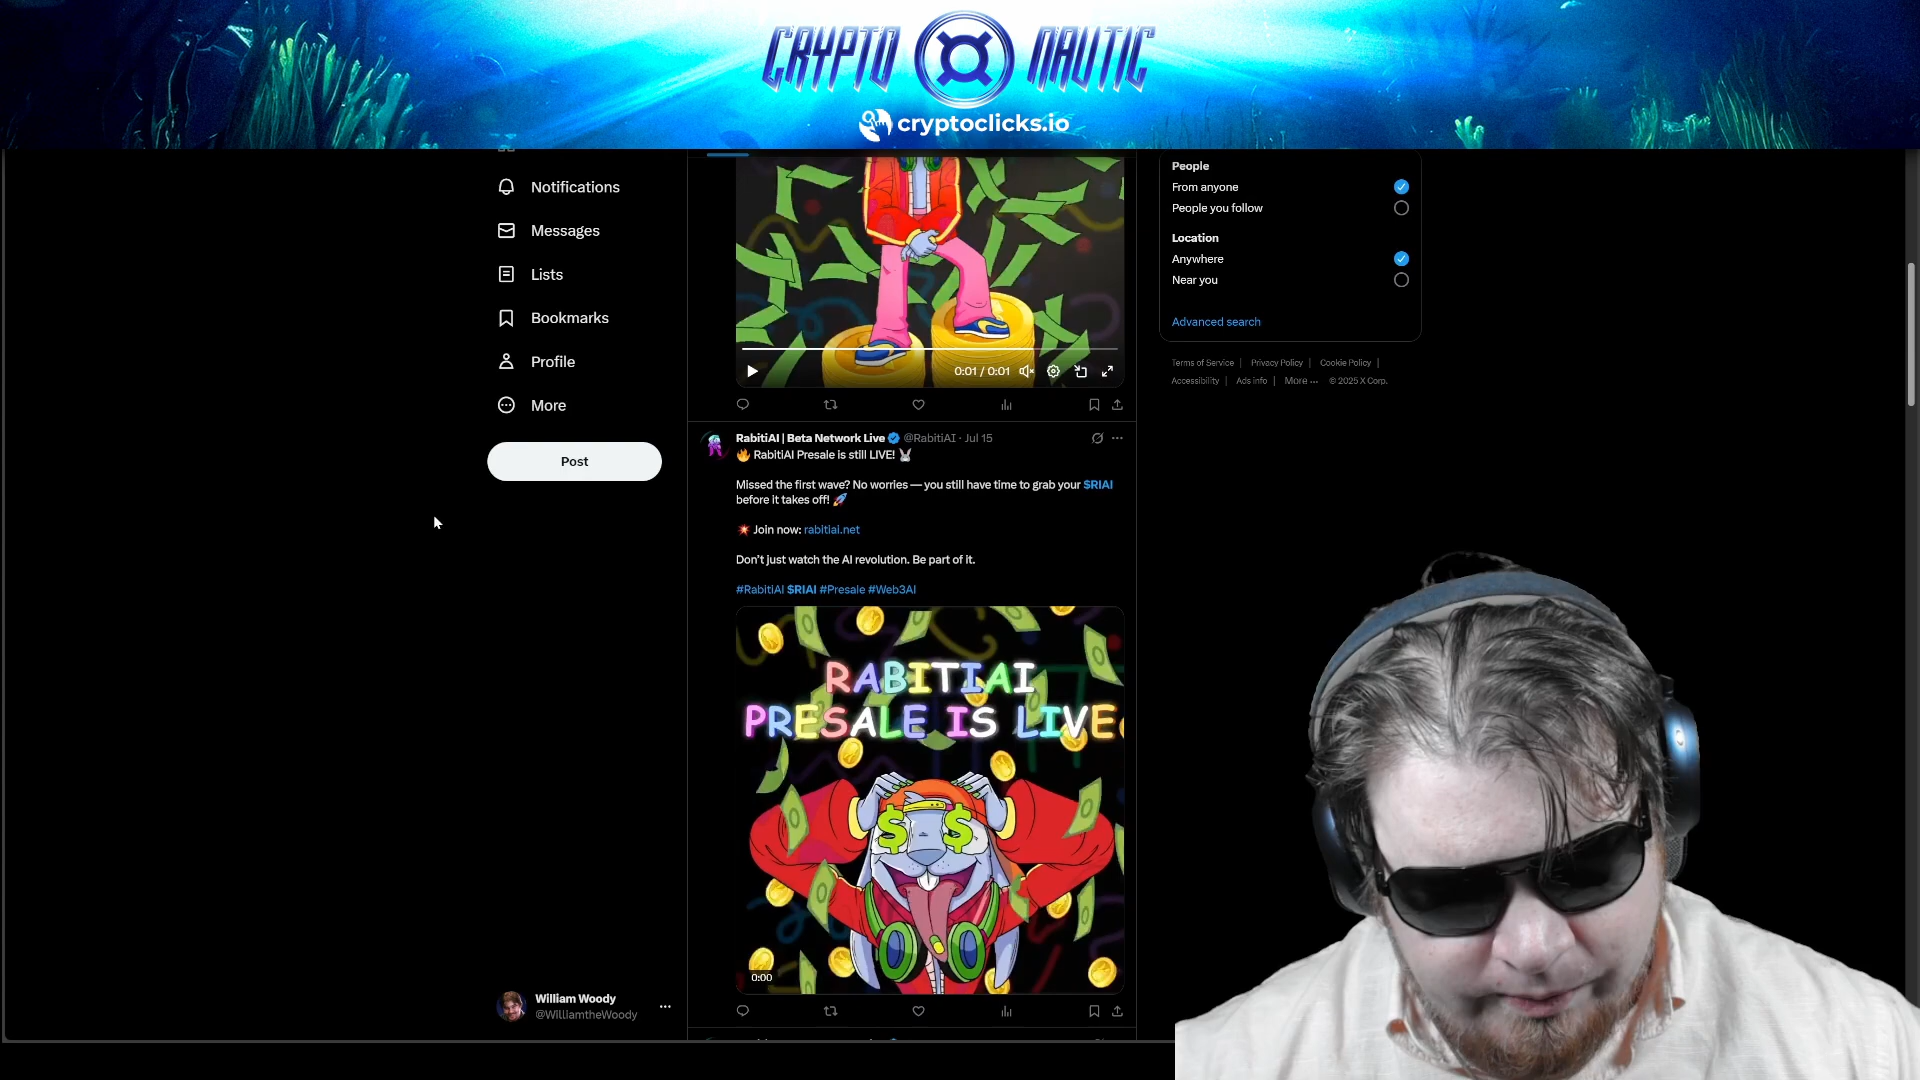 CRYPTO NAUTIC
cryptoclicks.io
Notifications
Messages
Lists
Bookmarks
Profile
More
Post
William Woody
@WilliamtheWoody
0:01 / 0:01
RabitiAI | Beta Network Live @RabitiAI · Jul 15
🔥 RabitiAI Presale is still LIVE! 🐰
Missed the first wave? No worries — you still have time to grab your $RIAI
before it takes off! 🚀
💥 Join now: rabitiai.net
Don't just watch the AI revolution. Be part of it.
#RabitiAI $RIAI #Presale #Web3AI
RABITIAI
PRESALE IS LIVE
0:00
People
From anyone
People you follow
Location
Anywhere
Near you
Advanced search
Terms of Service | Privacy Policy | Cookie Policy |
Accessibility | Ads info | More ··· © 2025 X Corp.